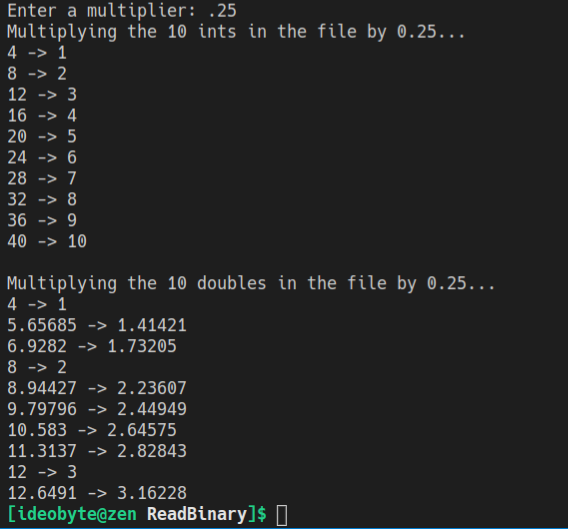 Enter a multiplier: .25
Multiplying the 10 ints in the file by 0.25...
4 -> 1
8 -> 2
12 -> 3
16 -> 4
20 -> 5
24 -> 6
28 -> 7
32 -> 8
36 -> 9
40 -> 10
Multiplying the 10 doubles in the file by 0.25...
4 -> 1
5.65685 -> 1.41421
6.9282 -> 1.73205
8 -> 2
8.94427 -> 2.23607
9.79796 -> 2.44949
10.583 -> 2.64575
11.3137 -> 2.82843
12 -> 3
12.6491 -> 3.16228
[ideobyte@zen ReadBinary]$